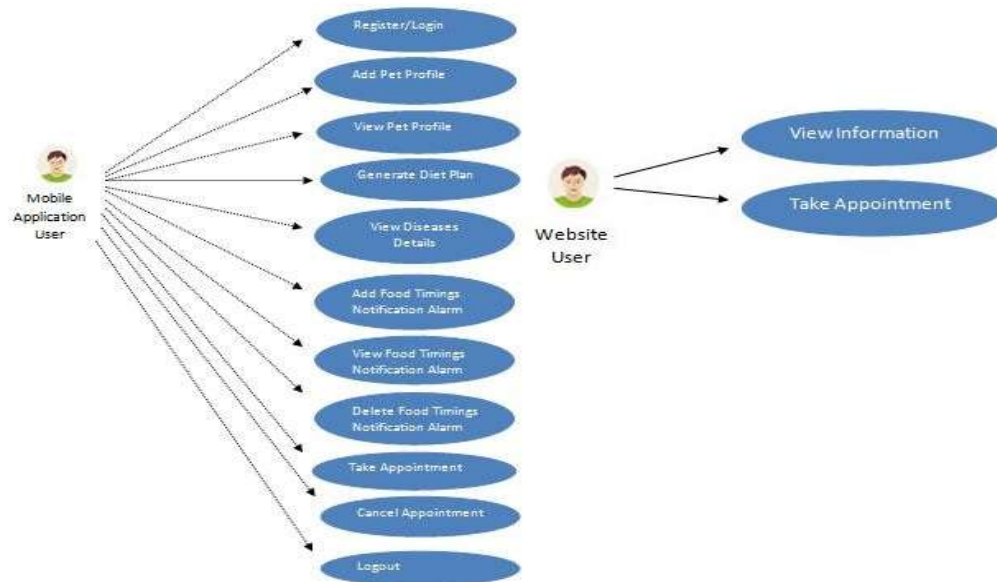 Register/Login
Add Pet Profile
View Pet Profile
Generate Diet Plan
View Diseases
Details
Add Food Timings
Notification Alarm
View Food Timings
Notification Alarm
Delete Food Timings
Notification Alarm
Take Appointment
Cancel Appointment
Logout
Mobile
Application
User
Website
User
View Information
Take Appointment